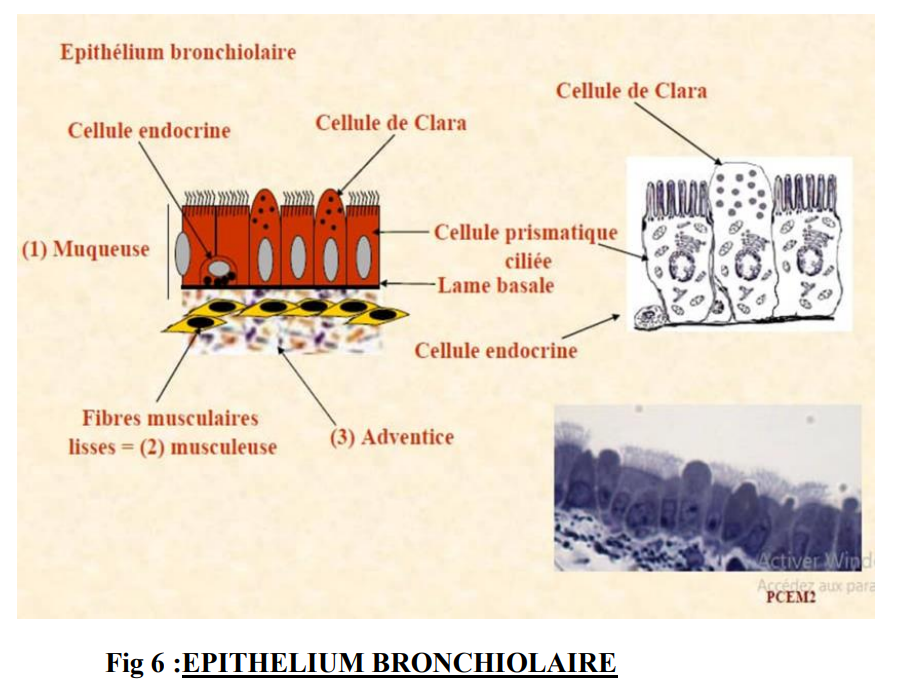 Epithélium bronchiolaire
Cellule de Clara
Cellule endocrine
Cellule de Clara
(1) Muqueuse
Cellule prismatique
ciliée
Lame basale
Cellule endocrine
Fibres musculaires
lisses = (2) musculeuse
(3) Adventice
Activer Wind
Accédez aux para
PCEM2
Fig 6 :EPITHELIUM BRONCHIOLAIRE